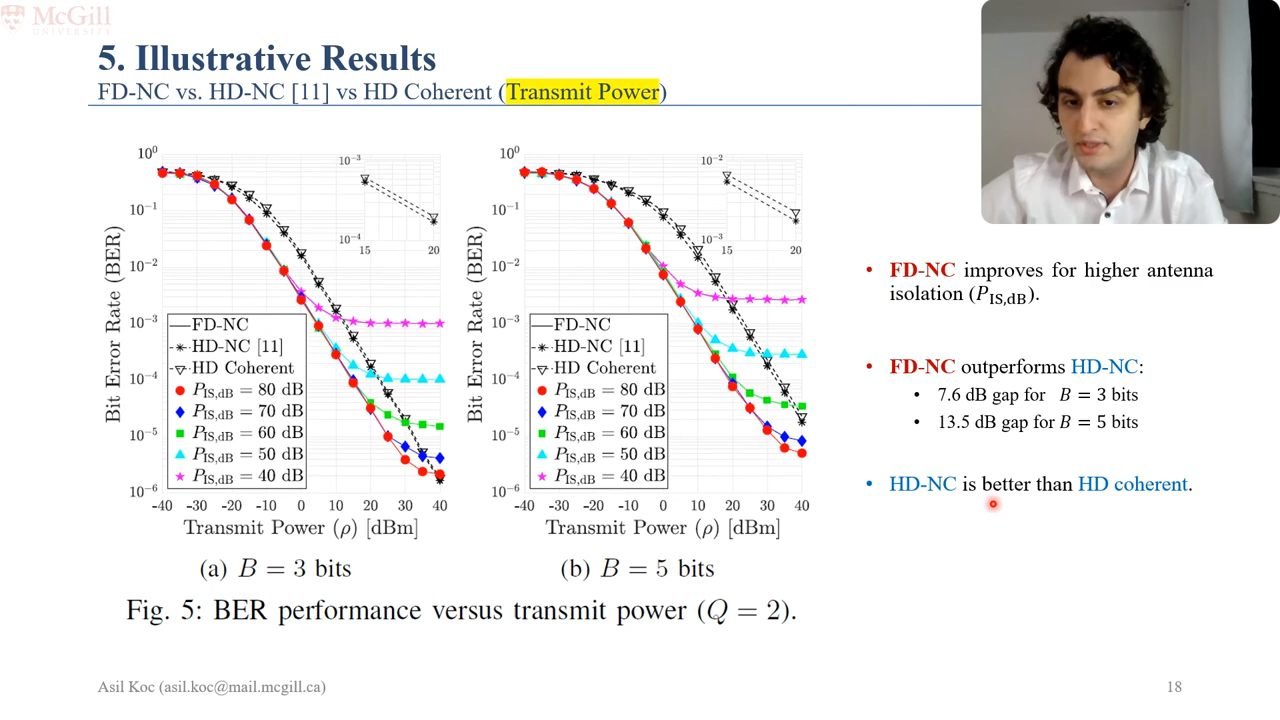 McGill
UNIVERSITY
5. Illustrative Results
FD-NC vs. HD-NC [11] vs HD Coherent (Transmit Power)
Bit Error Rate (BER)
10^0
10^-1
10^-2
10^-3
10^-4
10^-5
10^-6
10^-3
10^-4
15 20
FD-NC
HD-NC [11]
HD Coherent
P_IS,dB = 80 dB
P_IS,dB = 70 dB
P_IS,dB = 60 dB
P_IS,dB = 50 dB
P_IS,dB = 40 dB
-40 -30 -20 -10 0 10 20 30 40
Transmit Power (ρ) [dBm]
(a) B = 3 bits
Bit Error Rate (BER)
10^0
10^-1
10^-2
10^-3
10^-4
10^-5
10^-6
10^-2
10^-3
15 20
FD-NC
HD-NC [11]
HD Coherent
P_IS,dB = 80 dB
P_IS,dB = 70 dB
P_IS,dB = 60 dB
P_IS,dB = 50 dB
P_IS,dB = 40 dB
-40 -30 -20 -10 0 10 20 30 40
Transmit Power (ρ) [dBm]
(b) B = 5 bits
Fig. 5: BER performance versus transmit power (Q = 2).
• FD-NC improves for higher antenna
isolation (P_IS,dB).
• FD-NC outperforms HD-NC:
• 7.6 dB gap for B = 3 bits
• 13.5 dB gap for B = 5 bits
• HD-NC is better than HD coherent.
Asil Koc (asil.koc@mail.mcgill.ca)
18